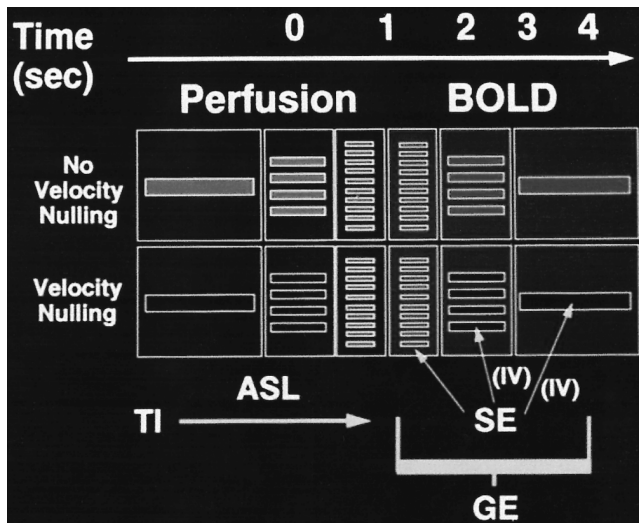 Time
(sec)
0 1 2 3 4
Perfusion BOLD
No
Velocity
Nulling
Velocity
Nulling
ASL
TI
(IV) (IV)
SE
GE